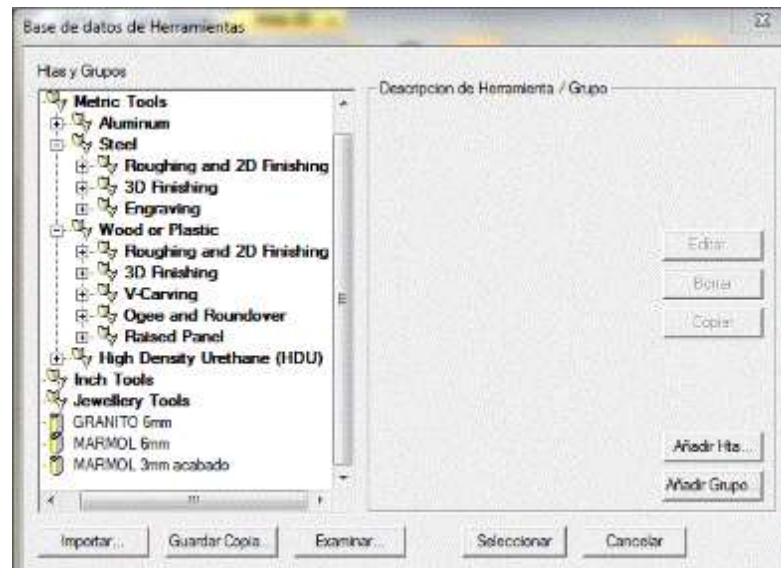 Base de datos de Herramientas
Htas y Grupos
Descripcion de Herramienta / Grupo
Metric Tools
Aluminum
Steel
Roughing and 2D Finishing
3D Finishing
Engraving
Wood or Plastic
Roughing and 2D Finishing
3D Finishing
V-Carving
Ogee and Roundover
Raised Panel
High Density Urethane (HDU)
Inch Tools
Jewellery Tools
GRANITO 6mm
MARMOL 6mm
MARMOL 3mm acabado
Editar...
Borrar
Copiar
Añadir Hta...
Añadir Grupo...
Importar...
Guardar Copia...
Examinar...
Seleccionar
Cancelar